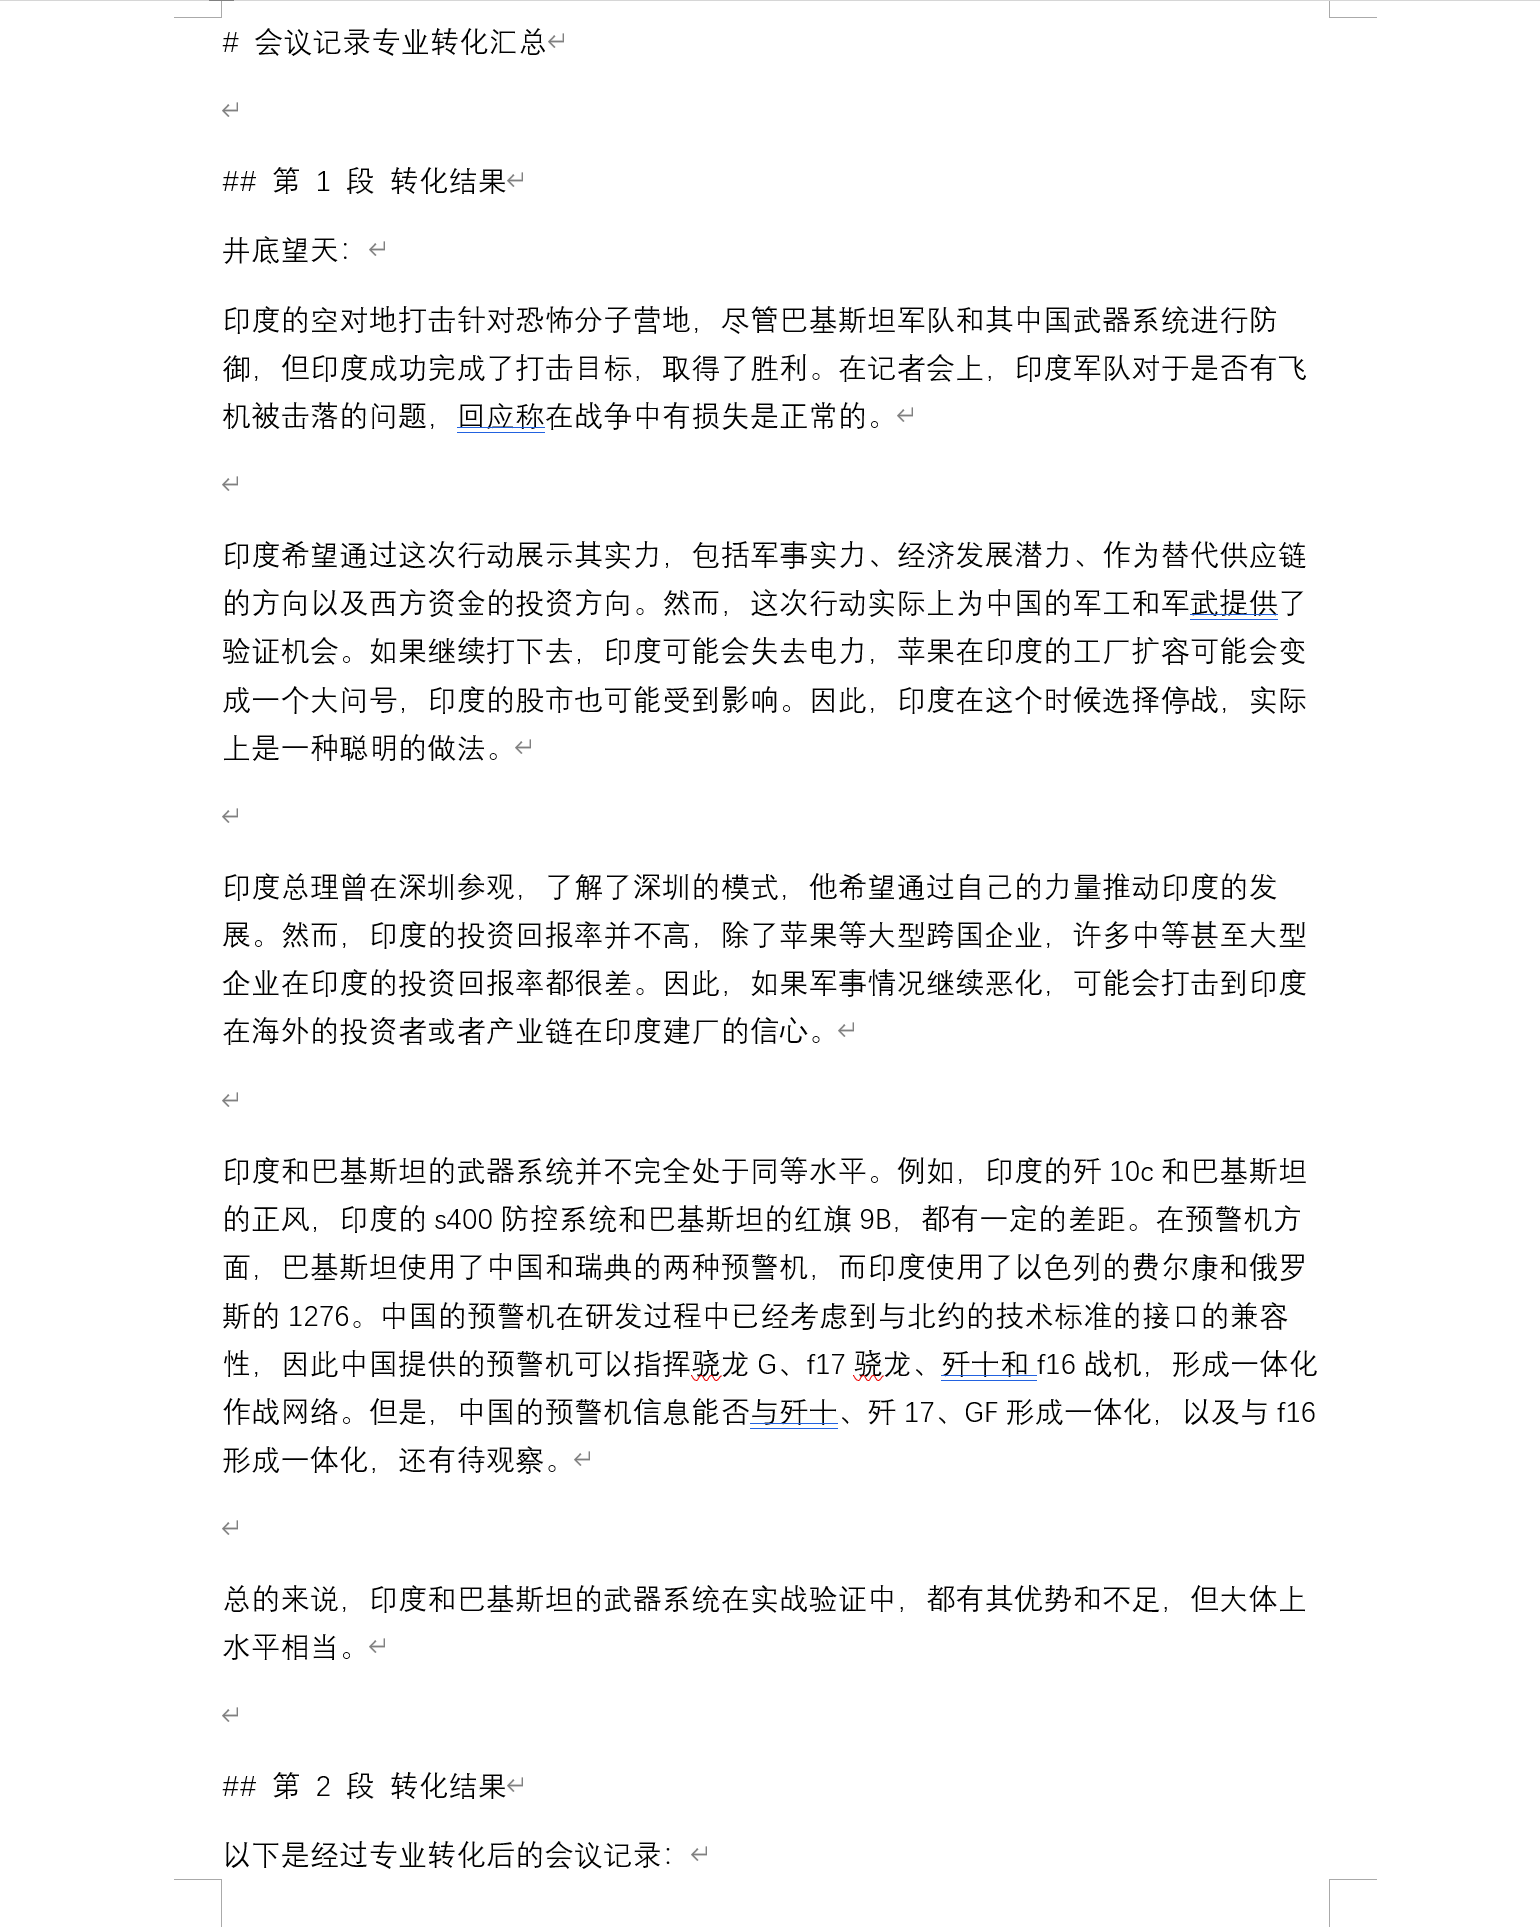 # 会议记录专业转化汇总
## 第 1 段 转化结果
井底望天：
印度的空对地打击针对恐怖分子营地，尽管巴基斯坦军队和其中国武器系统进行防
御，但印度成功完成了打击目标，取得了胜利。在记者会上，印度军队对于是否有飞
机被击落的问题，回应称在战争中有损失是正常的。
印度希望通过这次行动展示其实力，包括军事实力、经济发展潜力、作为替代供应链
的方向以及西方资金的投资方向。然而，这次行动实际上为中国的军工和军武提供了
验证机会。如果继续打下去，印度可能会失去电力，苹果在印度的工厂扩容可能会变
成一个大问号，印度的股市也可能受到影响。因此，印度在这个时候选择停战，实际
上是一种聪明的做法。
印度总理曾在深圳参观，了解了深圳的模式，他希望通过自己的力量推动印度的发
展。然而，印度的投资回报率并不高，除了苹果等大型跨国企业，许多中等甚至大型
企业在印度的投资回报率都很差。因此，如果军事情况继续恶化，可能会打击到印度
在海外的投资者或者产业链在印度建厂的信心。
印度和巴基斯坦的武器系统并不完全处于同等水平。例如，印度的歼 10c 和巴基斯坦
的正风，印度的 s400 防控系统和巴基斯坦的红旗 9B，都有一定的差距。在预警机方
面，巴基斯坦使用了中国和瑞典的两种预警机，而印度使用了以色列的费尔康和俄罗
斯的 1276。中国的预警机在研发过程中已经考虑到与北约的技术标准的接口的兼容
性，因此中国提供的预警机可以指挥骁龙 G、f17 骁龙、歼十和 f16 战机，形成一体化
作战网络。但是，中国的预警机信息能否与歼十、歼 17、GF 形成一体化，以及与 f16
形成一体化，还有待观察。
总的来说，印度和巴基斯坦的武器系统在实战验证中，都有其优势和不足，但大体上
水平相当。
## 第 2 段 转化结果
以下是经过专业转化后的会议记录：